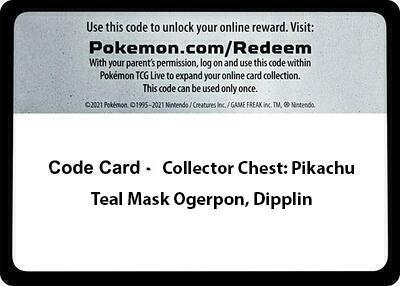 Use this code to unlock your online reward. Visit:
Pokemon.com/Redeem
With your parent's permission, log on and use this code within
Pokémon TCG Live to expand your online card collection.
This code can be used only once.
©2021 Pokémon. ©1995–2021 Nintendo / Creatures Inc. / GAME FREAK inc. TM, ® Nintendo.
Code Card - Collector Chest: Pikachu
Teal Mask Ogerpon, Dipplin